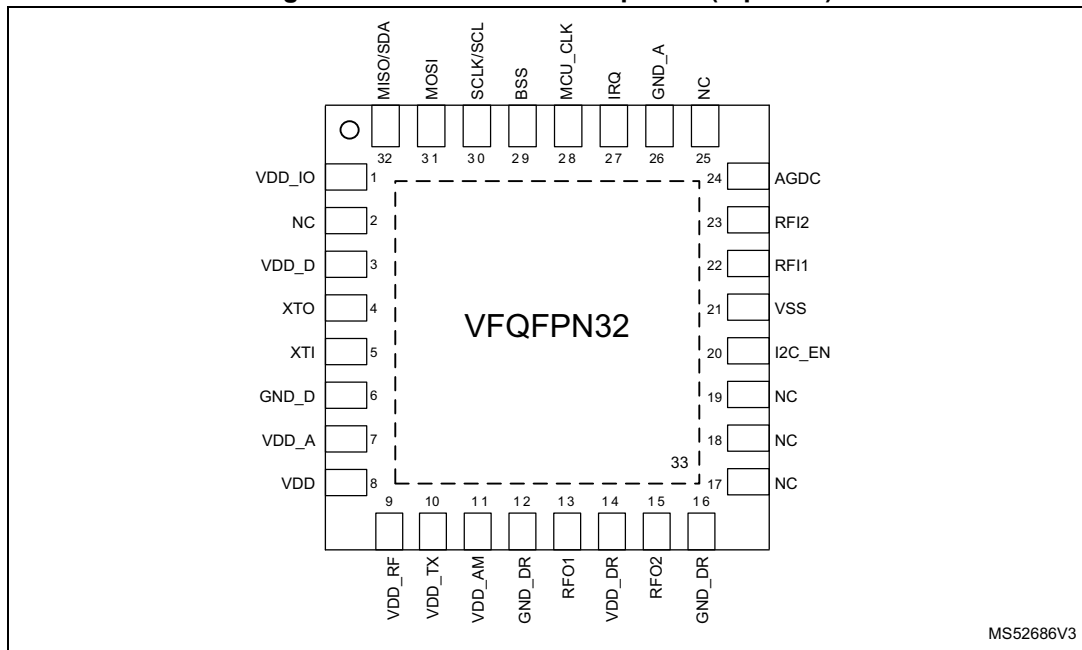 MISO/SDA
MOSI
SCLK/SCL
BSS
MCU_CLK
IRQ
GND_A
NC
32 31 30 29 28 27 26 25
VDD_IO 1
NC 2
VDD_D 3
XTO 4
XTI 5
GND_D 6
VDD_A 7
VDD 8
VFQFPN32
24 AGDC
23 RFI2
22 RFI1
21 VSS
20 I2C_EN
19 NC
18 NC
17 NC
33
9 10 11 12 13 14 15 16
VDD_RF
VDD_TX
VDD_AM
GND_DR
RFO1
VDD_DR
RFO2
GND_DR
MS52686V3